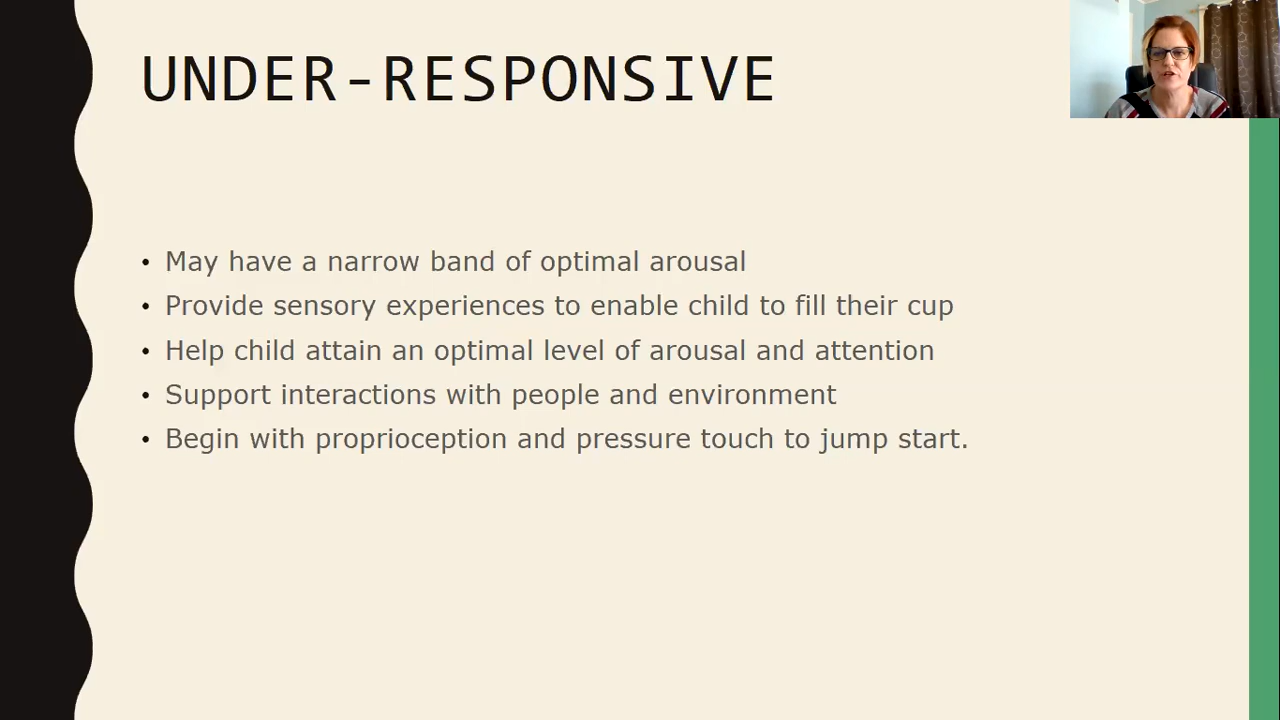 UNDER-RESPONSIVE
• May have a narrow band of optimal arousal
• Provide sensory experiences to enable child to fill their cup
• Help child attain an optimal level of arousal and attention
• Support interactions with people and environment
• Begin with proprioception and pressure touch to jump start.